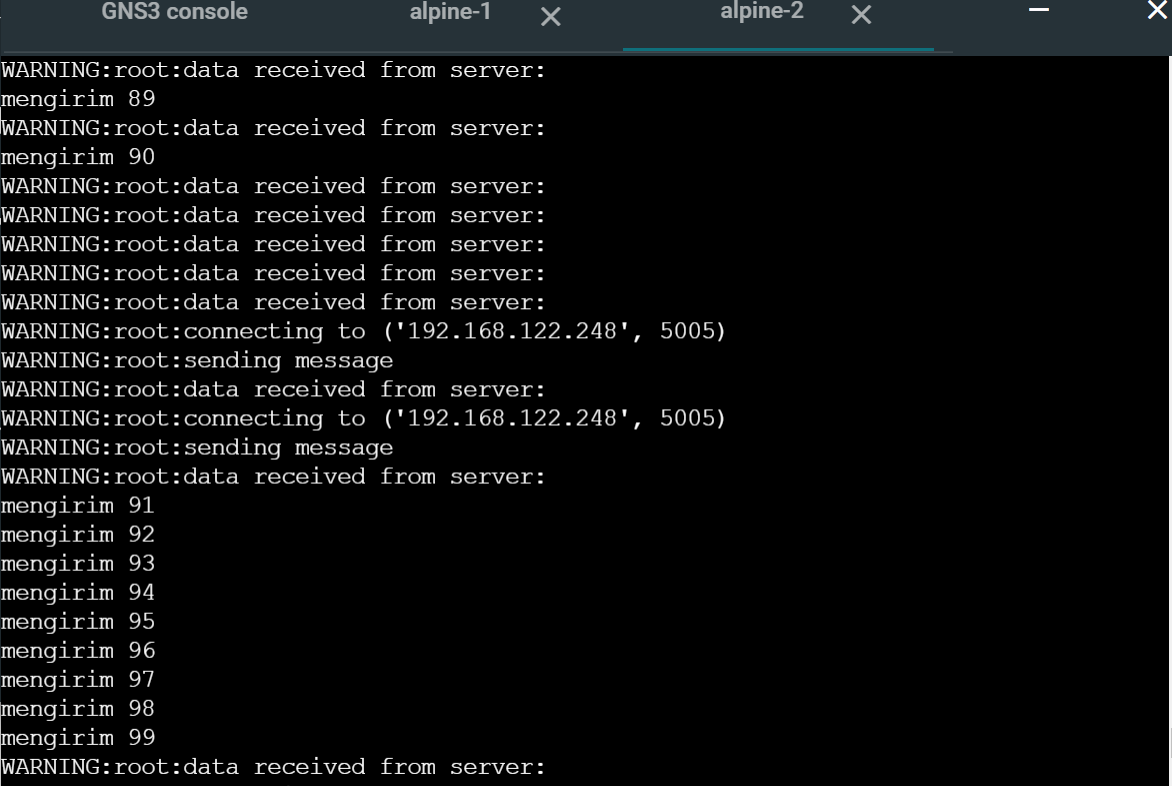 GNS3 console alpine-1 alpine-2
WARNING:root:data received from server:
mengirim 89
WARNING:root:data received from server:
mengirim 90
WARNING:root:data received from server:
WARNING:root:data received from server:
WARNING:root:data received from server:
WARNING:root:data received from server:
WARNING:root:data received from server:
WARNING:root:connecting to ('192.168.122.248', 5005)
WARNING:root:sending message
WARNING:root:data received from server:
WARNING:root:connecting to ('192.168.122.248', 5005)
WARNING:root:sending message
WARNING:root:data received from server:
mengirim 91
mengirim 92
mengirim 93
mengirim 94
mengirim 95
mengirim 96
mengirim 97
mengirim 98
mengirim 99
WARNING:root:data received from server: